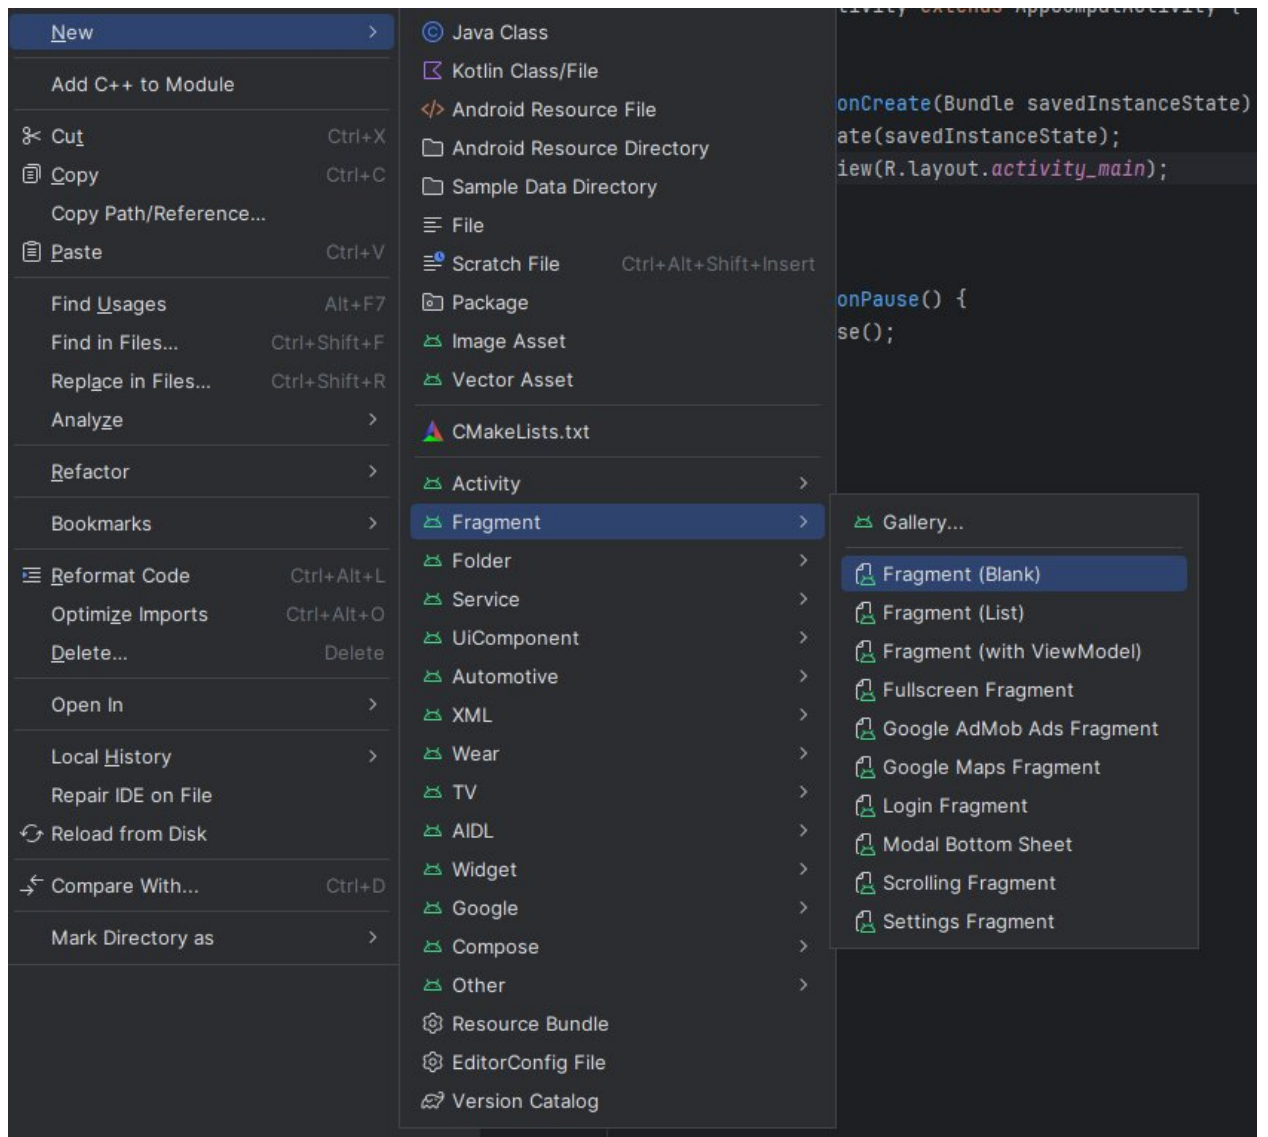 New
Add C++ to Module
Cut Ctrl+X
Copy Ctrl+C
Copy Path/Reference...
Paste Ctrl+V
Find Usages Alt+F7
Find in Files... Ctrl+Shift+F
Replace in Files... Ctrl+Shift+R
Analyze
Refactor
Bookmarks
Reformat Code Ctrl+Alt+L
Optimize Imports Ctrl+Alt+O
Delete... Delete
Open In
Local History
Repair IDE on File
Reload from Disk
Compare With... Ctrl+D
Mark Directory as
Java Class
Kotlin Class/File
Android Resource File
Android Resource Directory
Sample Data Directory
File
Scratch File Ctrl+Alt+Shift+Insert
Package
Image Asset
Vector Asset
CMakeLists.txt
Activity
Fragment
Folder
Service
UiComponent
Automotive
XML
Wear
TV
AIDL
Widget
Google
Compose
Other
Resource Bundle
EditorConfig File
Version Catalog
Gallery...
Fragment (Blank)
Fragment (List)
Fragment (with ViewModel)
Fullscreen Fragment
Google AdMob Ads Fragment
Google Maps Fragment
Login Fragment
Modal Bottom Sheet
Scrolling Fragment
Settings Fragment
tivity extends AppCompatActivity {
onCreate(Bundle savedInstanceState)
ate(savedInstanceState);
iew(R.layout.activity_main);
onPause() {
se();